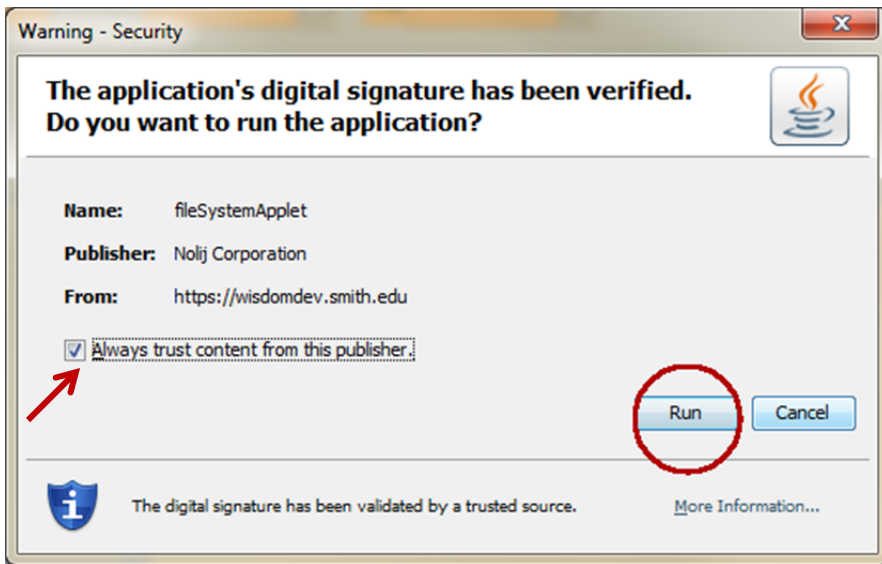 Warning - Security
The application's digital signature has been verified.
Do you want to run the application?
Name: fileSystemApplet
Publisher: Nolij Corporation
From: https://wisdomdev.smith.edu
Always trust content from this publisher.
Run Cancel
The digital signature has been validated by a trusted source. More Information...